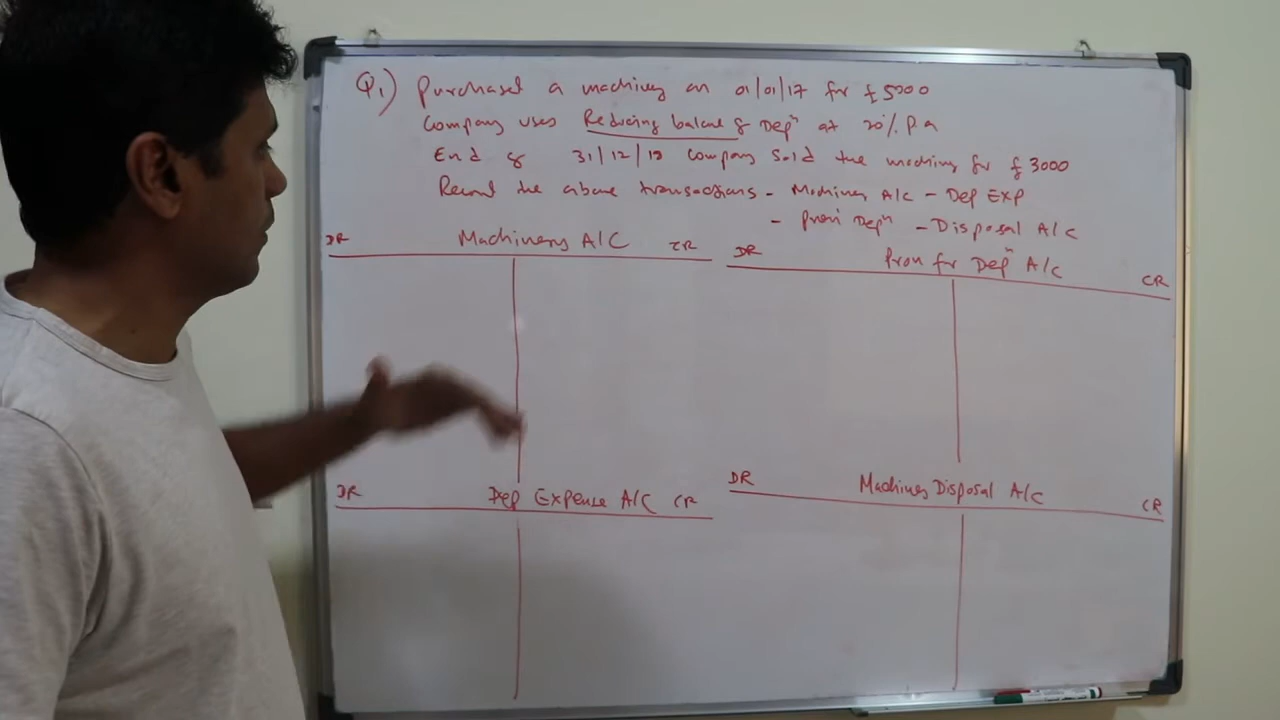 Q1) Purchased a machinery on 01/01/17 for £5000
Company uses Reducing balance of Depn at 20% P.a
End of 31/12/18 Company Sold the machinery for £3000
Record the above transactions - Machinery A/C - Dep EXP
- Provi Depn - Disposal A/C
DR Machinery A/C CR
DR Prov for Depn A/C CR
DR Dep Expense A/C CR
DR Machinery Disposal A/C CR